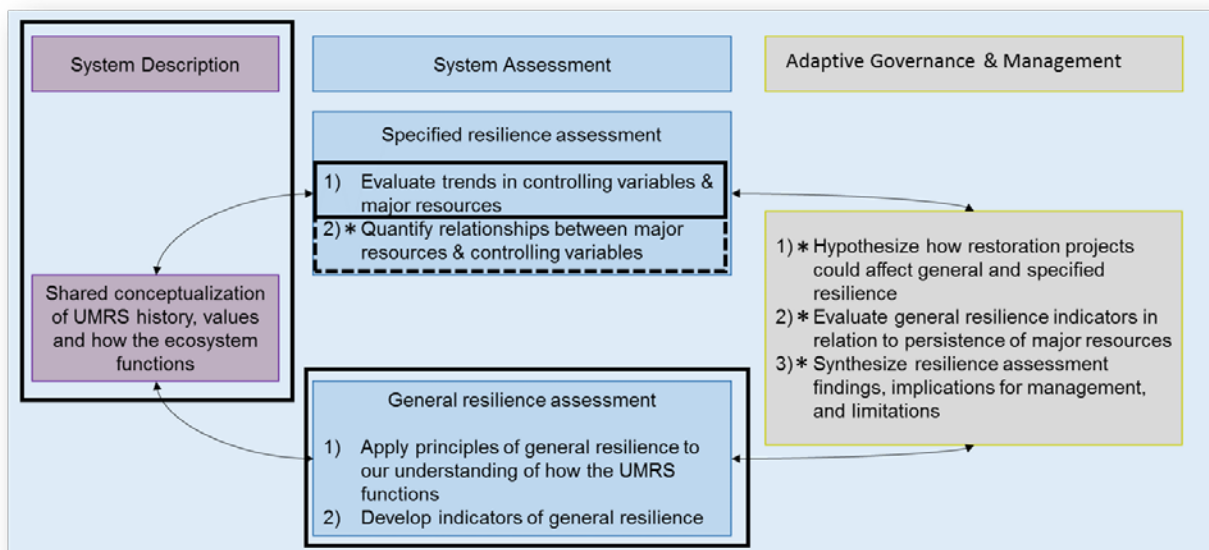 System Description
System Assessment
Adaptive Governance & Management
Specified resilience assessment
1) Evaluate trends in controlling variables &
major resources
2) * Quantify relationships between major
resources & controlling variables
Shared conceptualization
of UMRS history, values
and how the ecosystem
functions
General resilience assessment
1) Apply principles of general resilience to
our understanding of how the UMRS
functions
2) Develop indicators of general resilience
1) * Hypothesize how restoration projects
could affect general and specified
resilience
2) * Evaluate general resilience indicators in
relation to persistence of major resources
3) * Synthesize resilience assessment
findings, implications for management,
and limitations